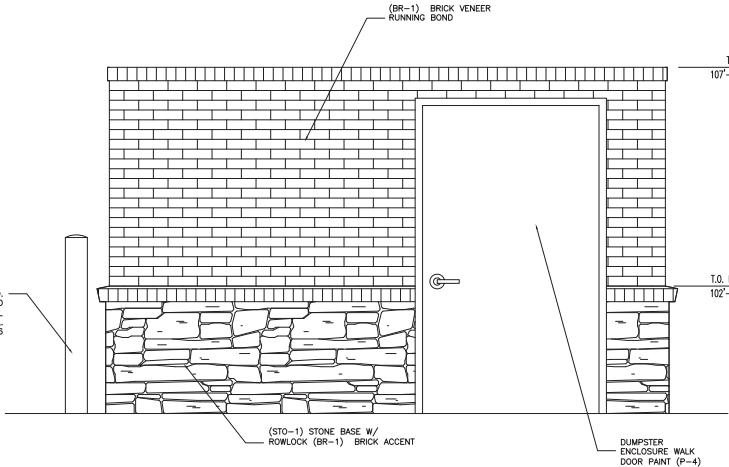 (BR-1) BRICK VENEER
RUNNING BOND
107'-
T.O.
102'-
(STO-1) STONE BASE W/
ROWLOCK (BR-1) BRICK ACCENT
DUMPSTER
ENCLOSURE WALK
DOOR PAINT (P-4)